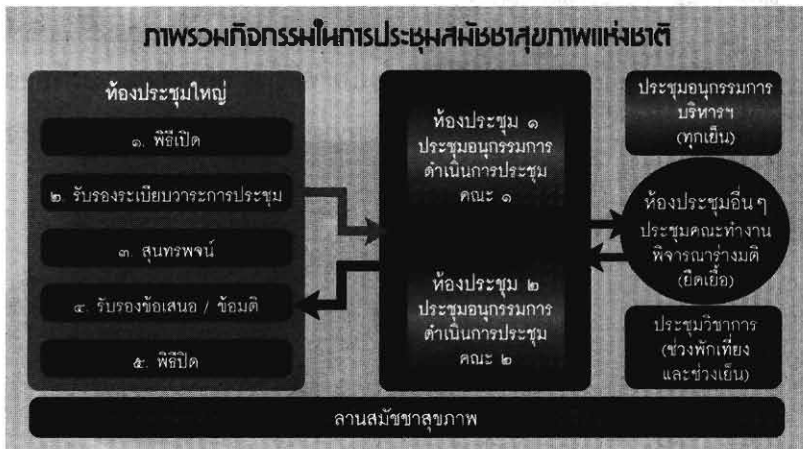 ภาพรวมกิจกรรมในการประชุมสมัชชาสุขภาพแห่งชาติ
ห้องประชุมใหญ่
๑. พิธีเปิด
๒. รับรองระเบียบวาระการประชุม
๓. สุนทรพจน์
๔. รับรองข้อเสนอ / ข้อมติ
๕. พิธีปิด
ห้องประชุม ๑
ประชุมอนุกรรมการ
ดำเนินการประชุม
คณะ ๑
ห้องประชุม ๒
ประชุมอนุกรรมการ
ดำเนินการประชุม
คณะ ๒
ประชุมอนุกรรมการ
บริหารฯ
(ทุกเย็น)
ห้องประชุมอื่นๆ
ประชุมคณะทำงาน
พิจารณาร่างมติ
(ยืดเยื้อ)
ประชุมวิชาการ
(ช่วงพักเที่ยง
และช่วงเย็น)
ลานสมัชชาสุขภาพ